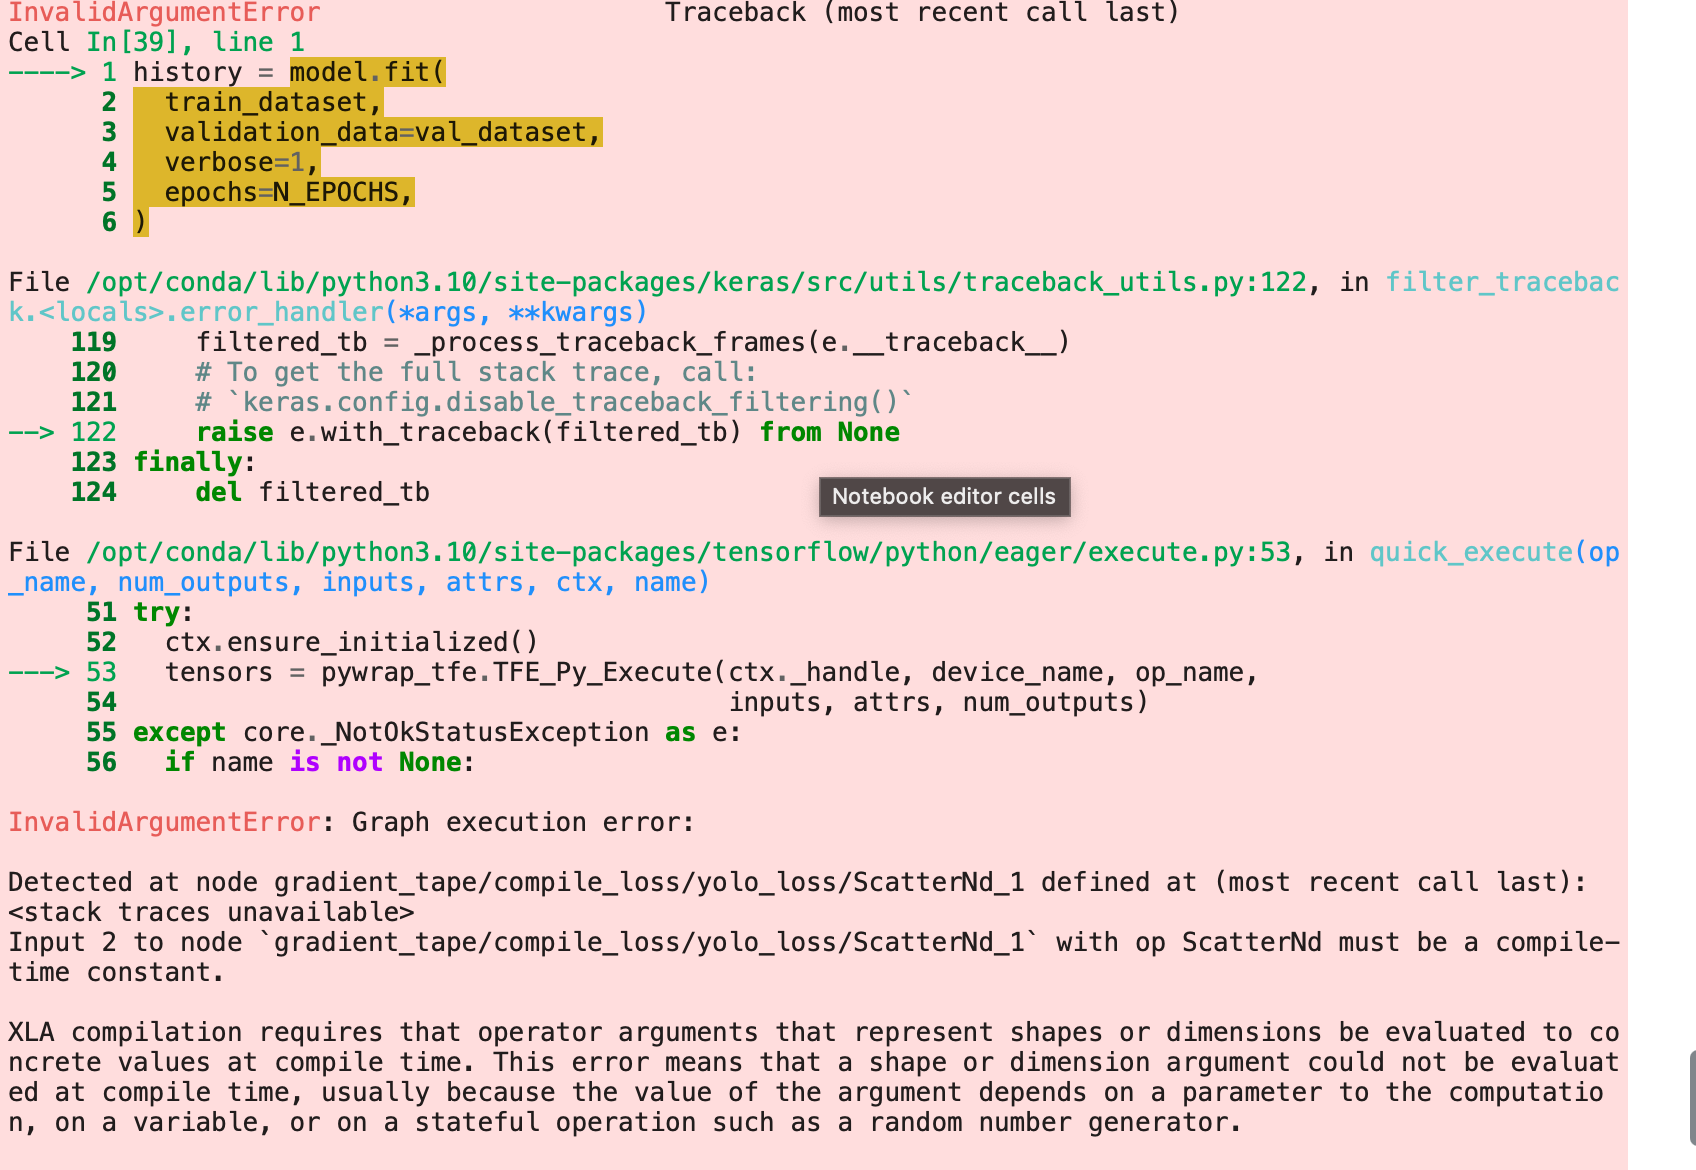 InvalidArgumentError                      Traceback (most recent call last)
Cell In[39], line 1
----> 1 history = model.fit(
      2   train_dataset,
      3   validation_data=val_dataset,
      4   verbose=1,
      5   epochs=N_EPOCHS,
      6 )
File /opt/conda/lib/python3.10/site-packages/keras/src/utils/traceback_utils.py:122, in filter_tracebac
k.<locals>.error_handler(*args, **kwargs)
    119     filtered_tb = _process_traceback_frames(e.__traceback__)
    120     # To get the full stack trace, call:
    121     # `keras.config.disable_traceback_filtering()`
--> 122     raise e.with_traceback(filtered_tb) from None
    123 finally:
    124     del filtered_tb
Notebook editor cells
File /opt/conda/lib/python3.10/site-packages/tensorflow/python/eager/execute.py:53, in quick_execute(op
_name, num_outputs, inputs, attrs, ctx, name)
     51 try:
     52   ctx.ensure_initialized()
---> 53   tensors = pywrap_tfe.TFE_Py_Execute(ctx._handle, device_name, op_name,
     54                                       inputs, attrs, num_outputs)
     55 except core._NotOkStatusException as e:
     56   if name is not None:
InvalidArgumentError: Graph execution error:
Detected at node gradient_tape/compile_loss/yolo_loss/ScatterNd_1 defined at (most recent call last):
<stack traces unavailable>
Input 2 to node `gradient_tape/compile_loss/yolo_loss/ScatterNd_1` with op ScatterNd must be a compile-
time constant.
XLA compilation requires that operator arguments that represent shapes or dimensions be evaluated to co
ncrete values at compile time. This error means that a shape or dimension argument could not be evaluat
ed at compile time, usually because the value of the argument depends on a parameter to the computatio
n, on a variable, or on a stateful operation such as a random number generator.